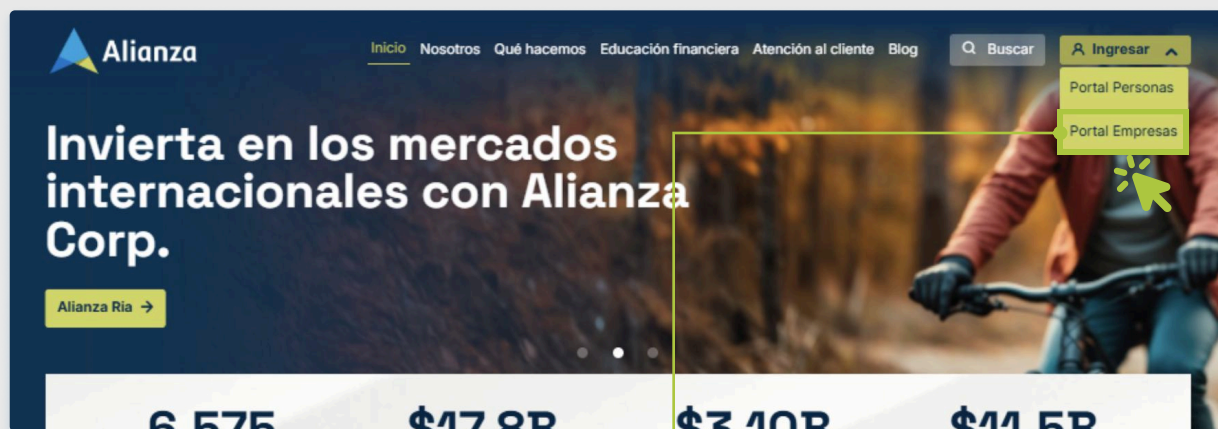 Alianza
Inicio Nosotros Qué hacemos Educación financiera Atención al cliente Blog Buscar Ingresar
Portal Personas
Portal Empresas
Invierta en los mercados
internacionales con Alianza
Corp.
Alianza Ria →